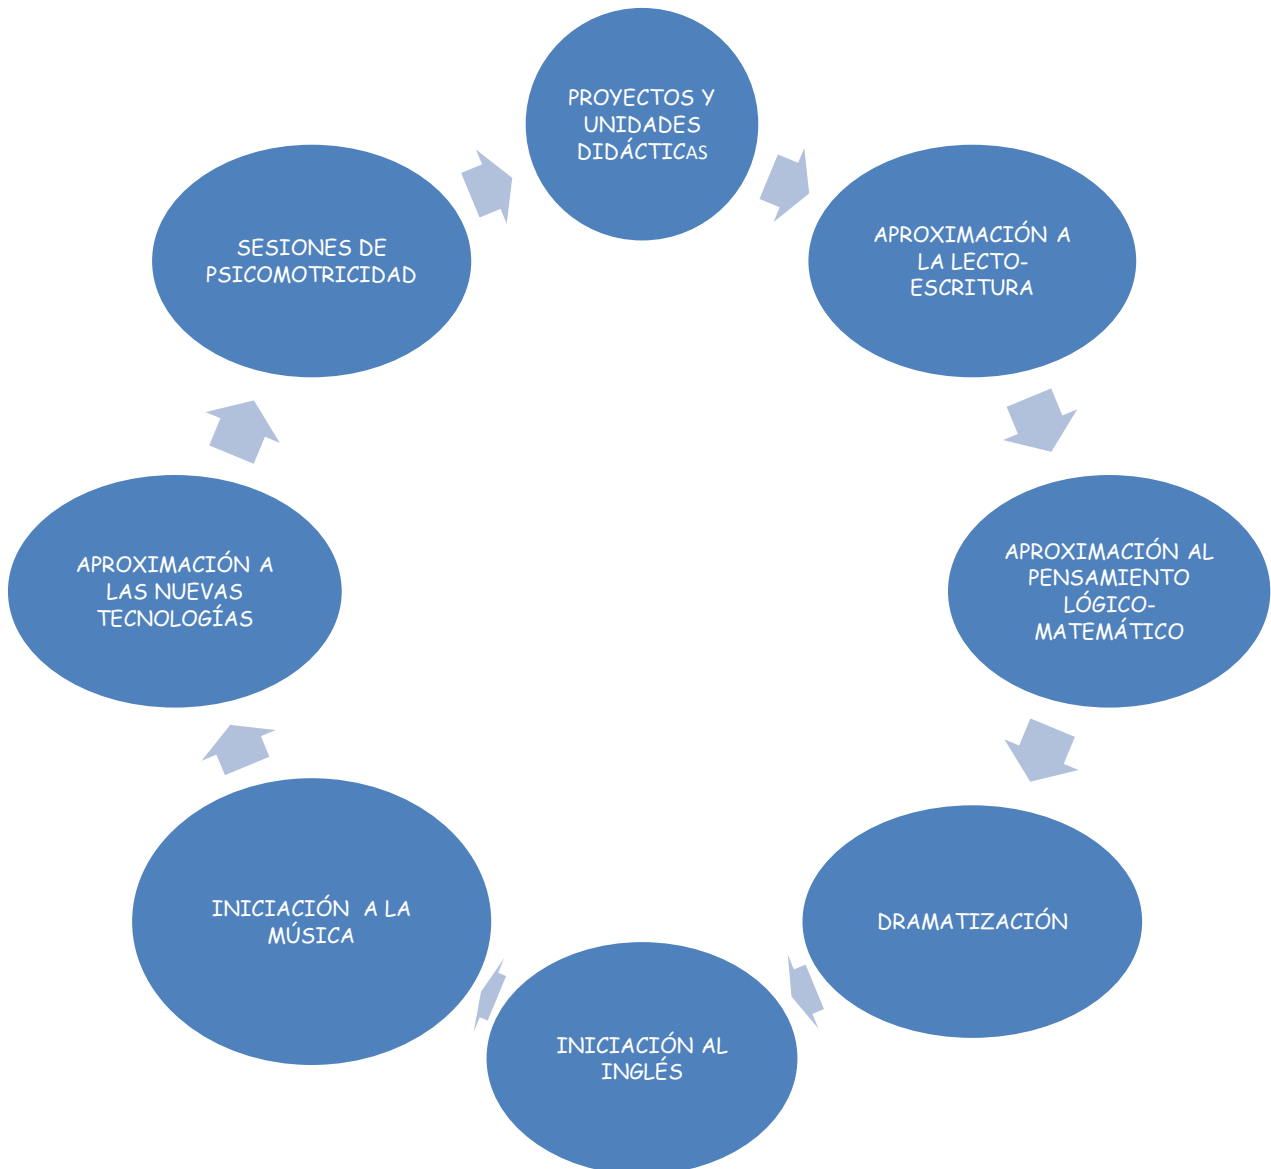 PROYECTOS Y
UNIDADES
DIDÁCTICAS
APROXIMACIÓN A
LA LECTO-
ESCRITURA
APROXIMACIÓN AL
PENSAMIENTO
LÓGICO-
MATEMÁTICO
DRAMATIZACIÓN
INICIACIÓN AL
INGLÉS
INICIACIÓN A LA
MÚSICA
APROXIMACIÓN A
LAS NUEVAS
TECNOLOGÍAS
SESIONES DE
PSICOMOTRICIDAD